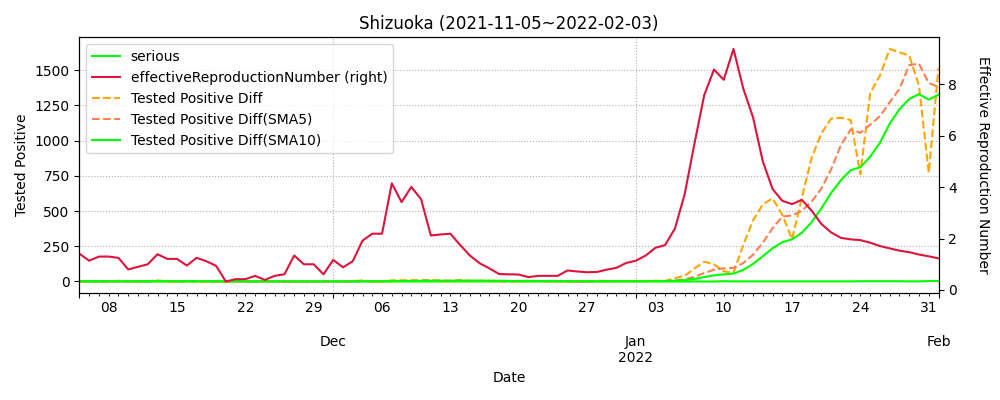 Shizuoka (2021-11-05~2022-02-03)
serious
effectiveReproductionNumber (right)
Tested Positive Diff
Tested Positive Diff(SMA5)
Tested Positive Diff(SMA10)
Tested Positive
1500
1250
1000
750
500
250
0
Effective Reproduction Number
8
6
4
2
0
08 15 22 29 06 13 20 27 03 10 17 24 31
Dec Jan Feb
2022
Date